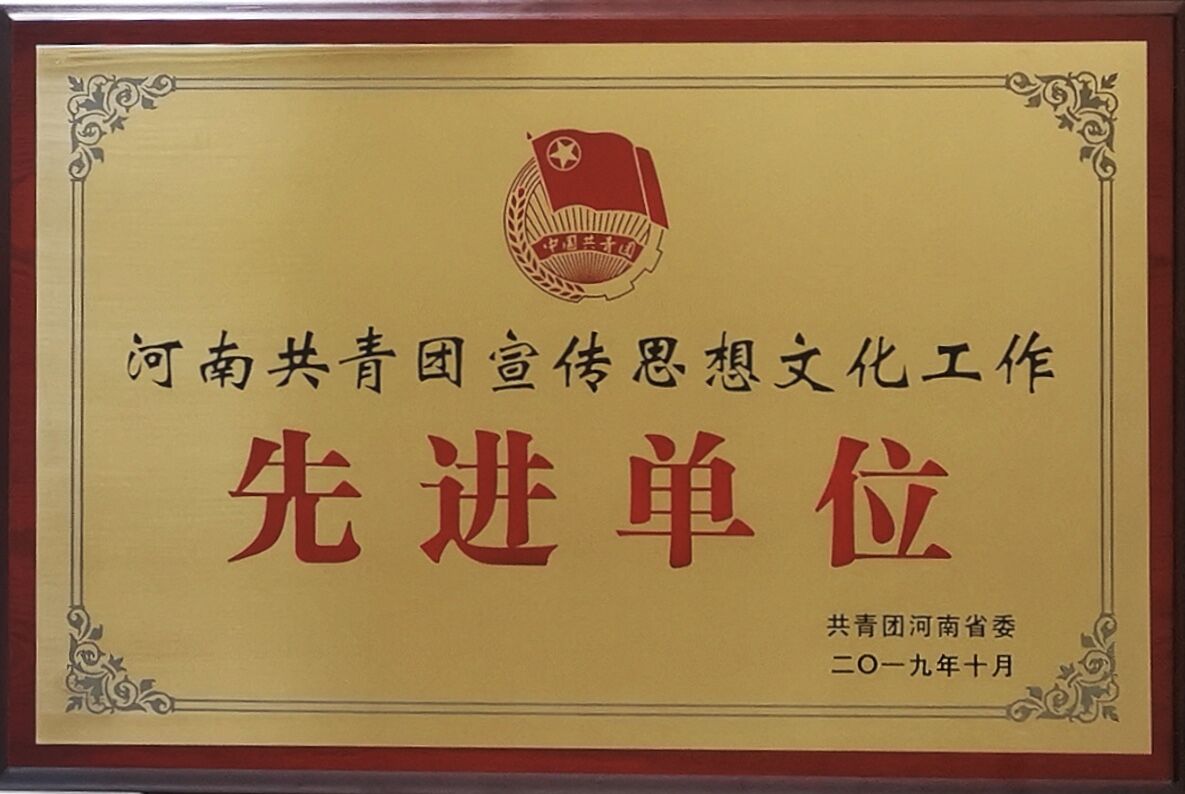 中国共青团
河南共青团宣传思想文化工作
先进单位
共青团河南省委
二〇一九年十月